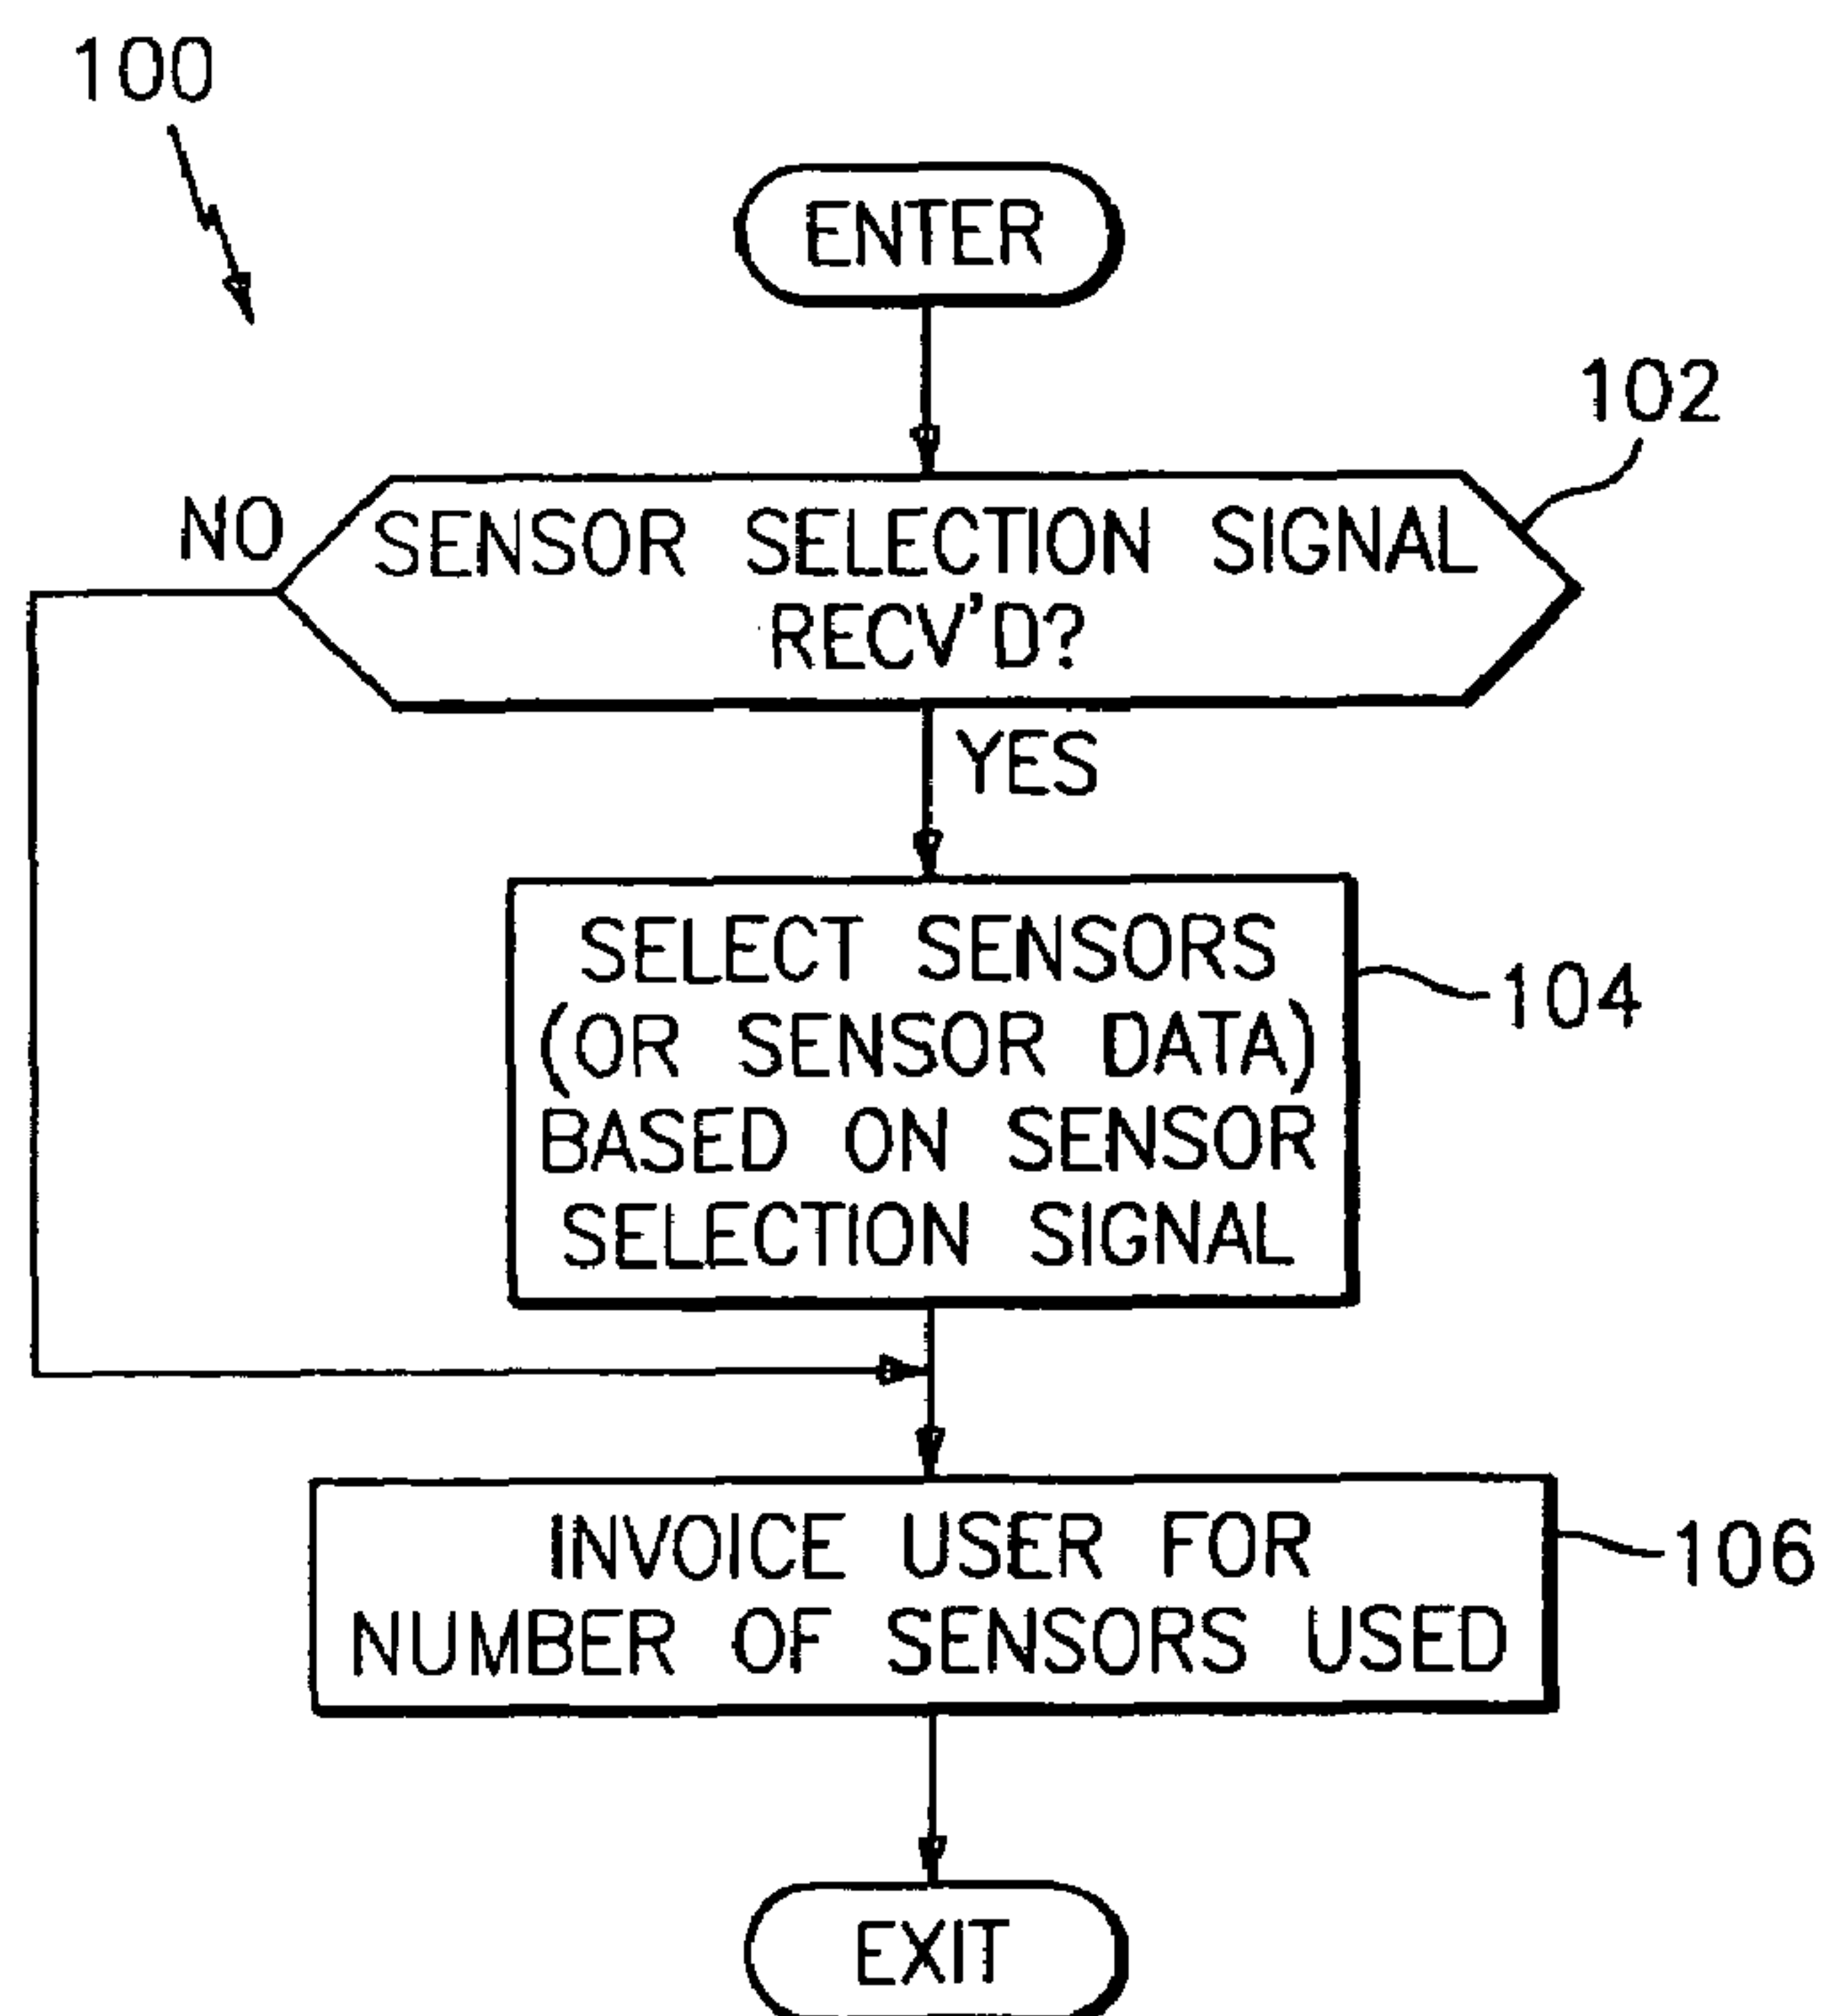 100
ENTER
102
NO
SENSOR SELECTION SIGNAL
RECV'D?
YES
SELECT SENSORS
(OR SENSOR DATA)
BASED ON SENSOR
SELECTION SIGNAL
104
INVOICE USER FOR
NUMBER OF SENSORS USED
106
EXIT